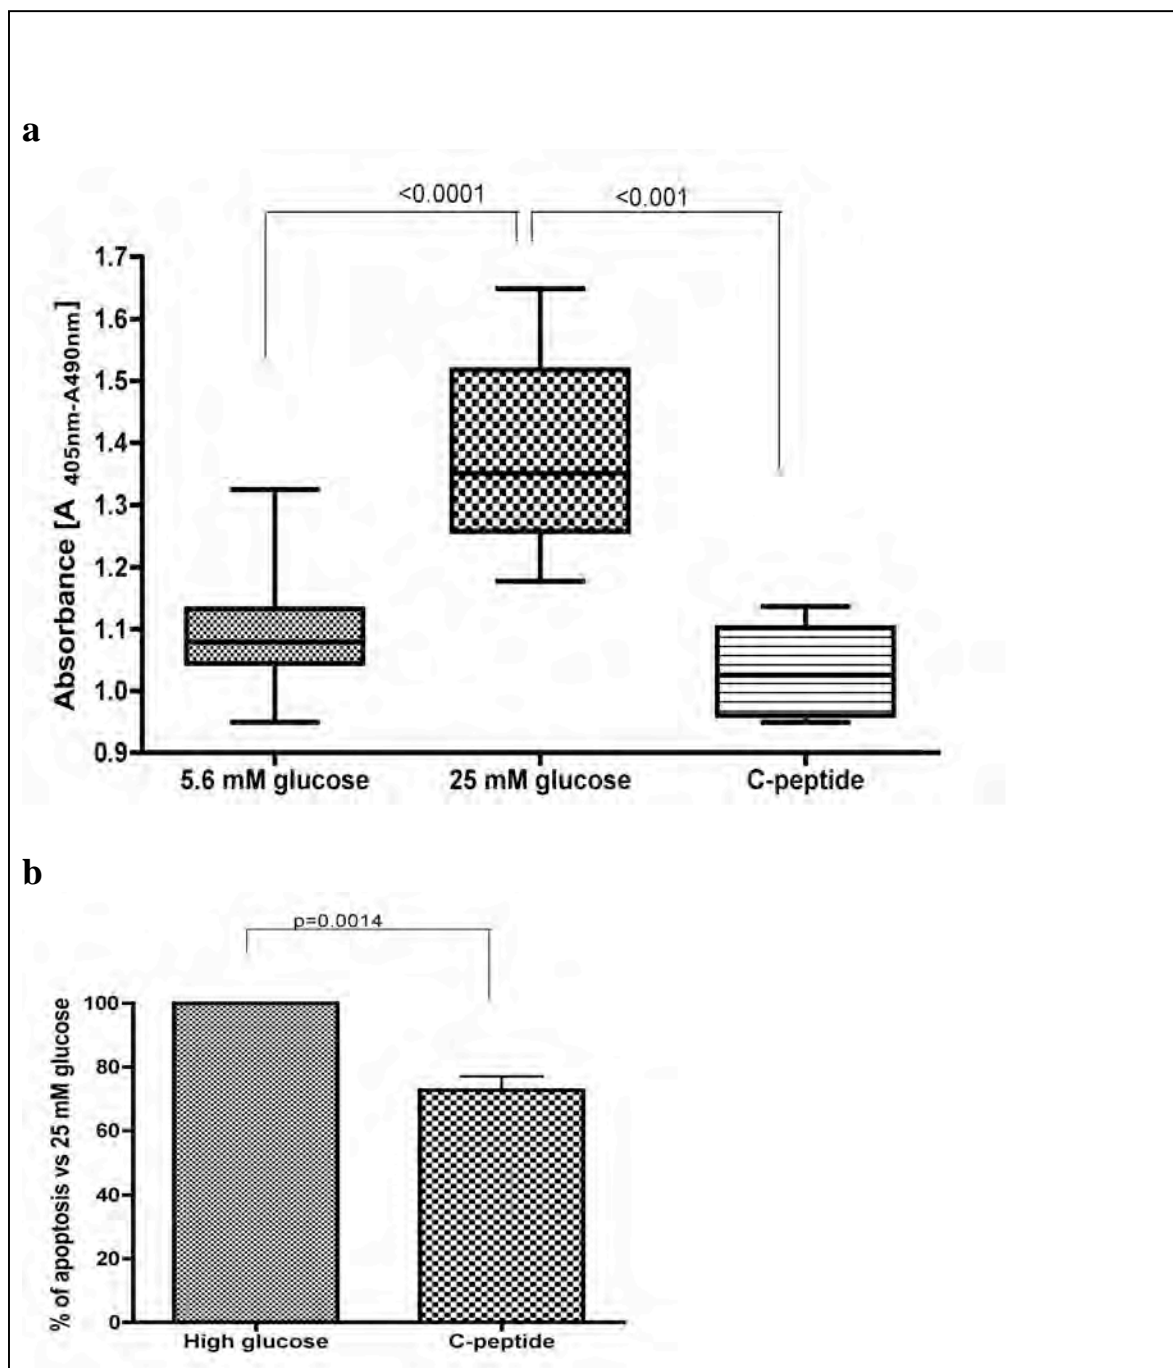 a
<0.0001 <0.001
1.7
1.6
1.5
1.4
1.3
1.2
1.1
1.0
0.9
Absorbance [A 405nm-A490nm]
5.6 mM glucose 25 mM glucose C-peptide
b
p=0.0014
100
80
60
40
20
0
% of apoptosis vs 25 mM glucose
High glucose C-peptide